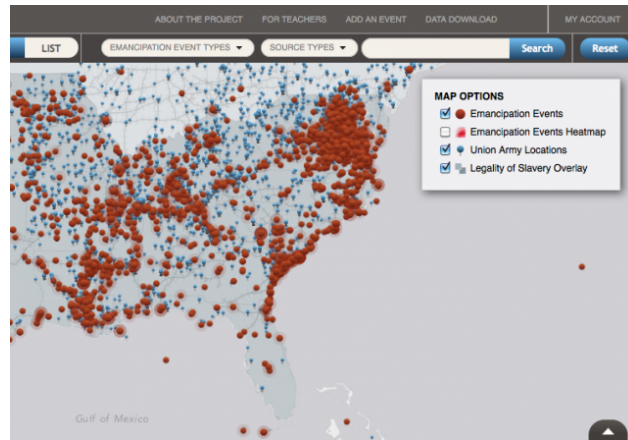 ABOUT THE PROJECT FOR TEACHERS ADD AN EVENT DATA DOWNLOAD MY ACCOUNT
LIST EMANCIPATION EVENT TYPES SOURCE TYPES Search Reset
MAP OPTIONS
Emancipation Events
Emancipation Events Heatmap
Union Army Locations
Legality of Slavery Overlay
Gulf of Mexico